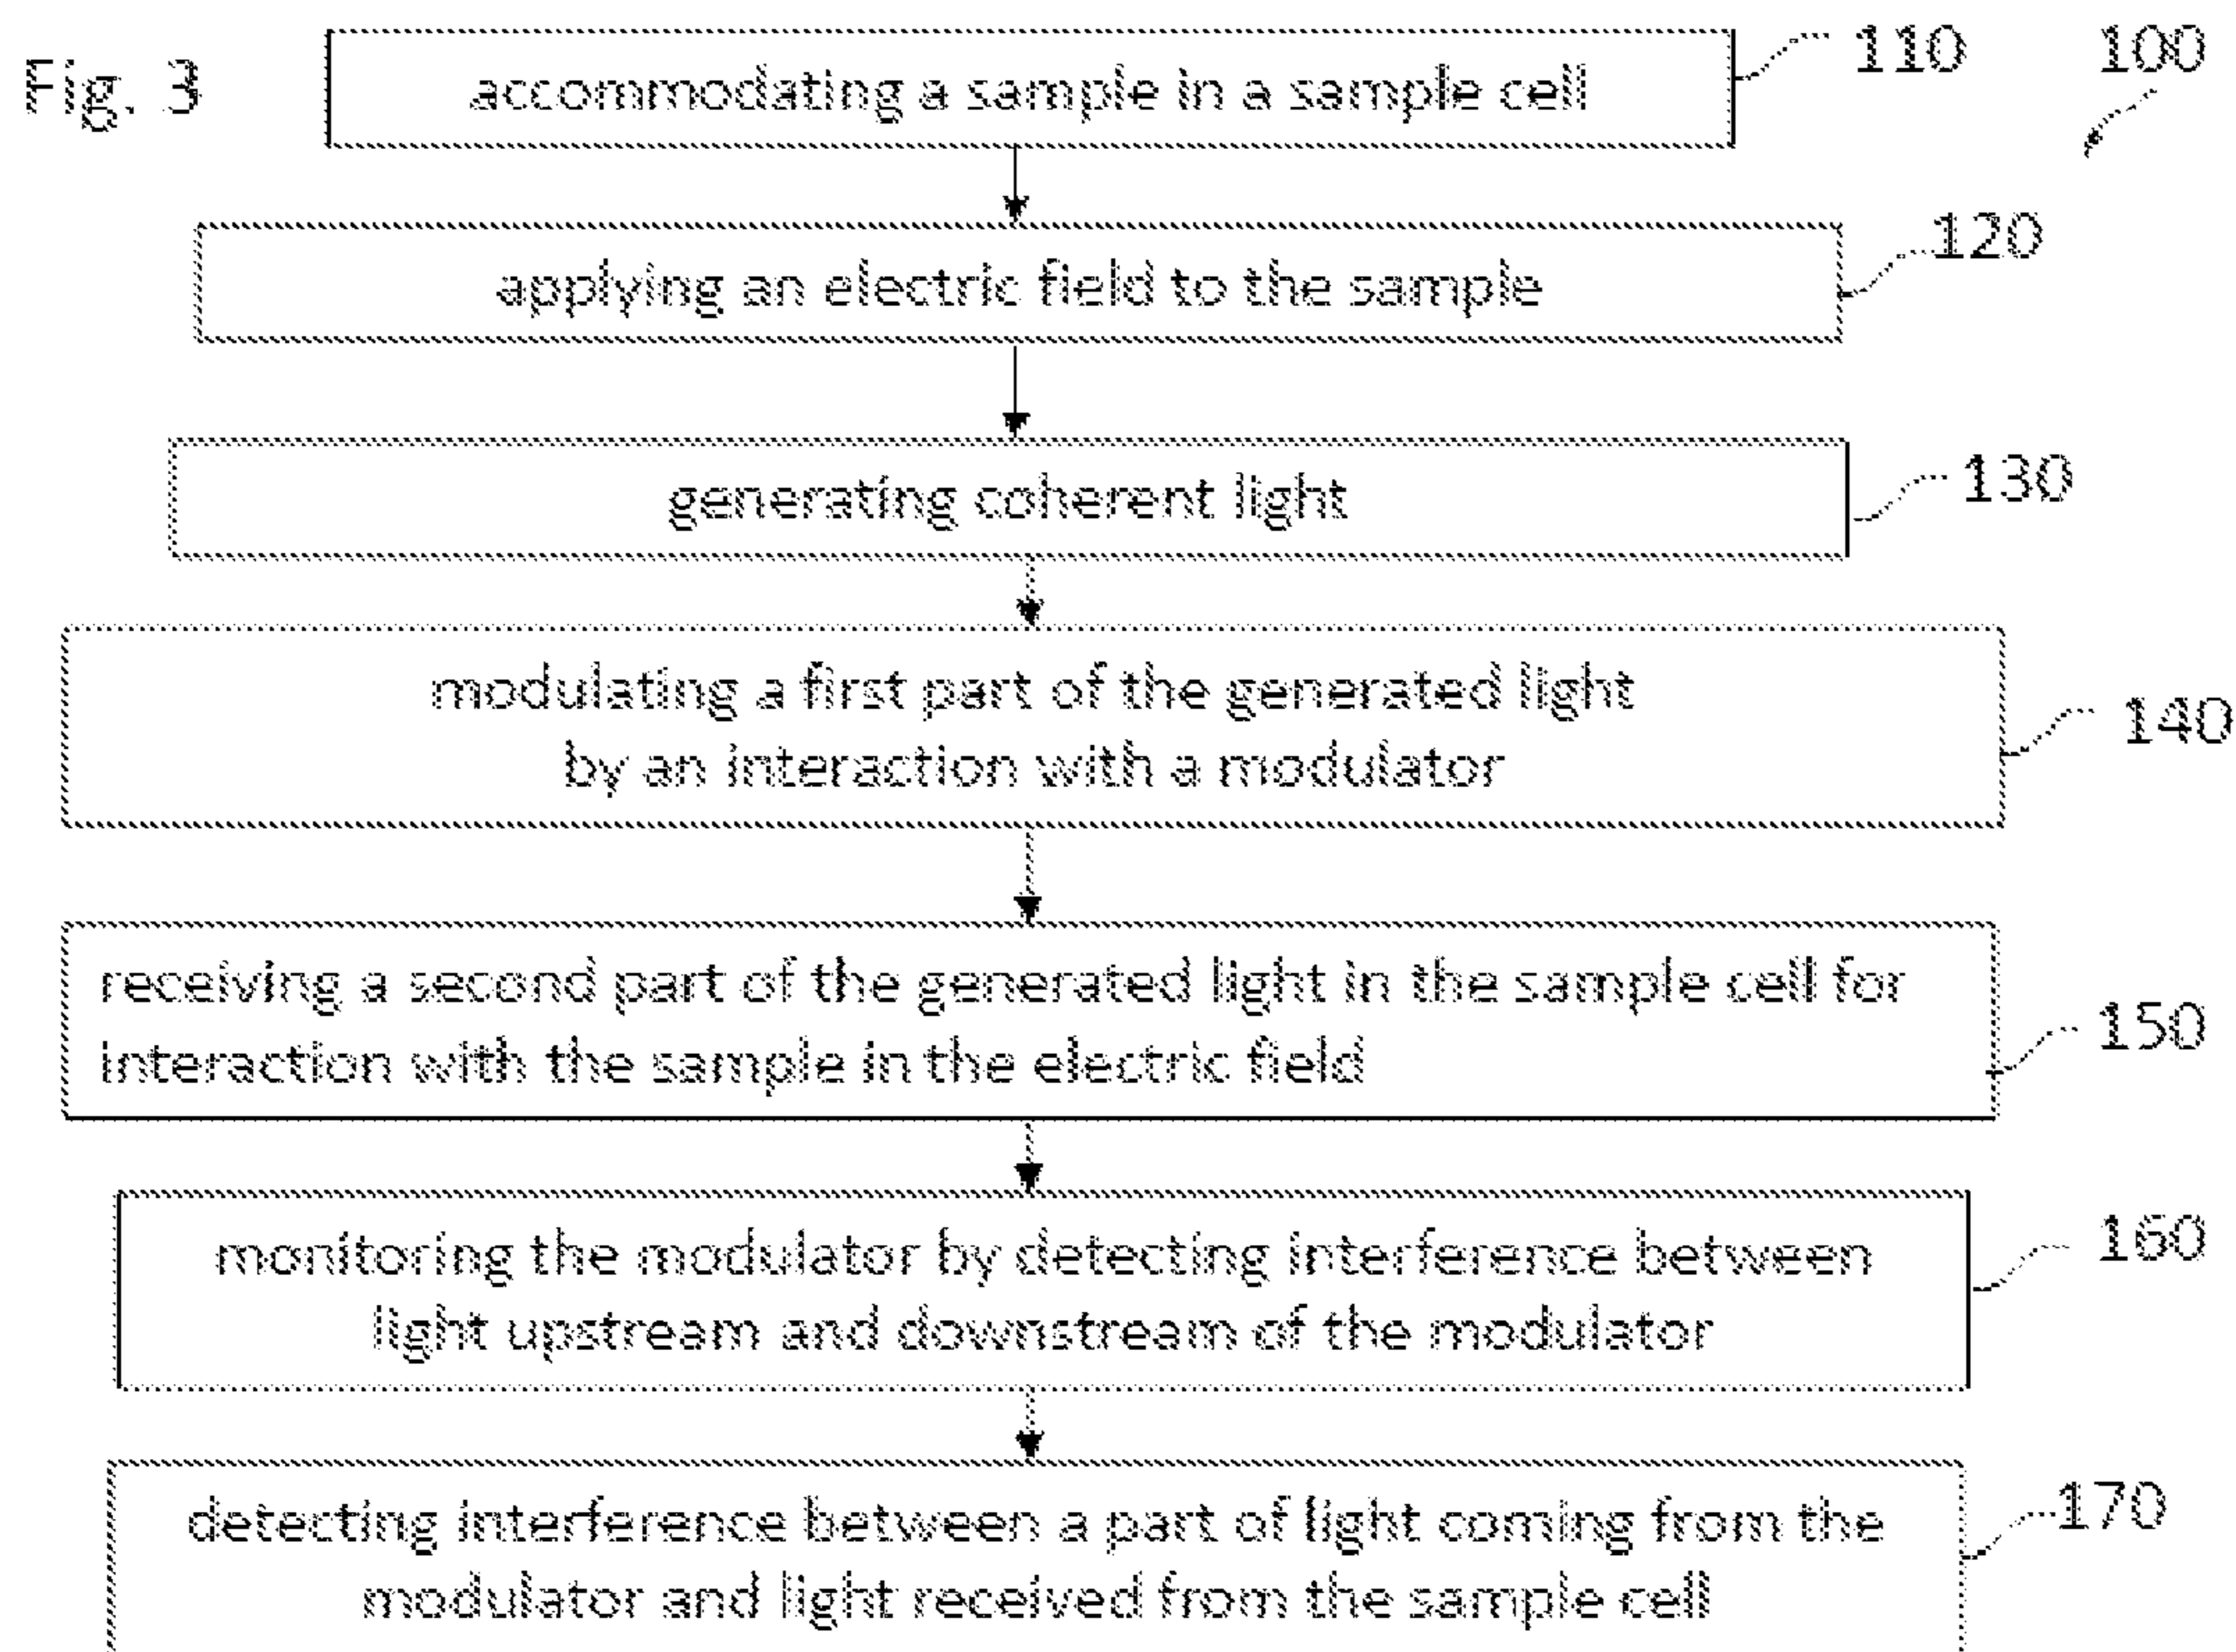 Fig. 3
accommodating a sample in a sample cell
110
100
applying an electric field to the sample
120
generating coherent light
130
modulating a first part of the generated light
by an interaction with a modulator
140
receiving a second part of the generated light in the sample cell for
interaction with the sample in the electric field
150
monitoring the modulator by detecting interference between
light upstream and downstream of the modulator
160
detecting interference between a part of light coming from the
modulator and light received from the sample cell
170